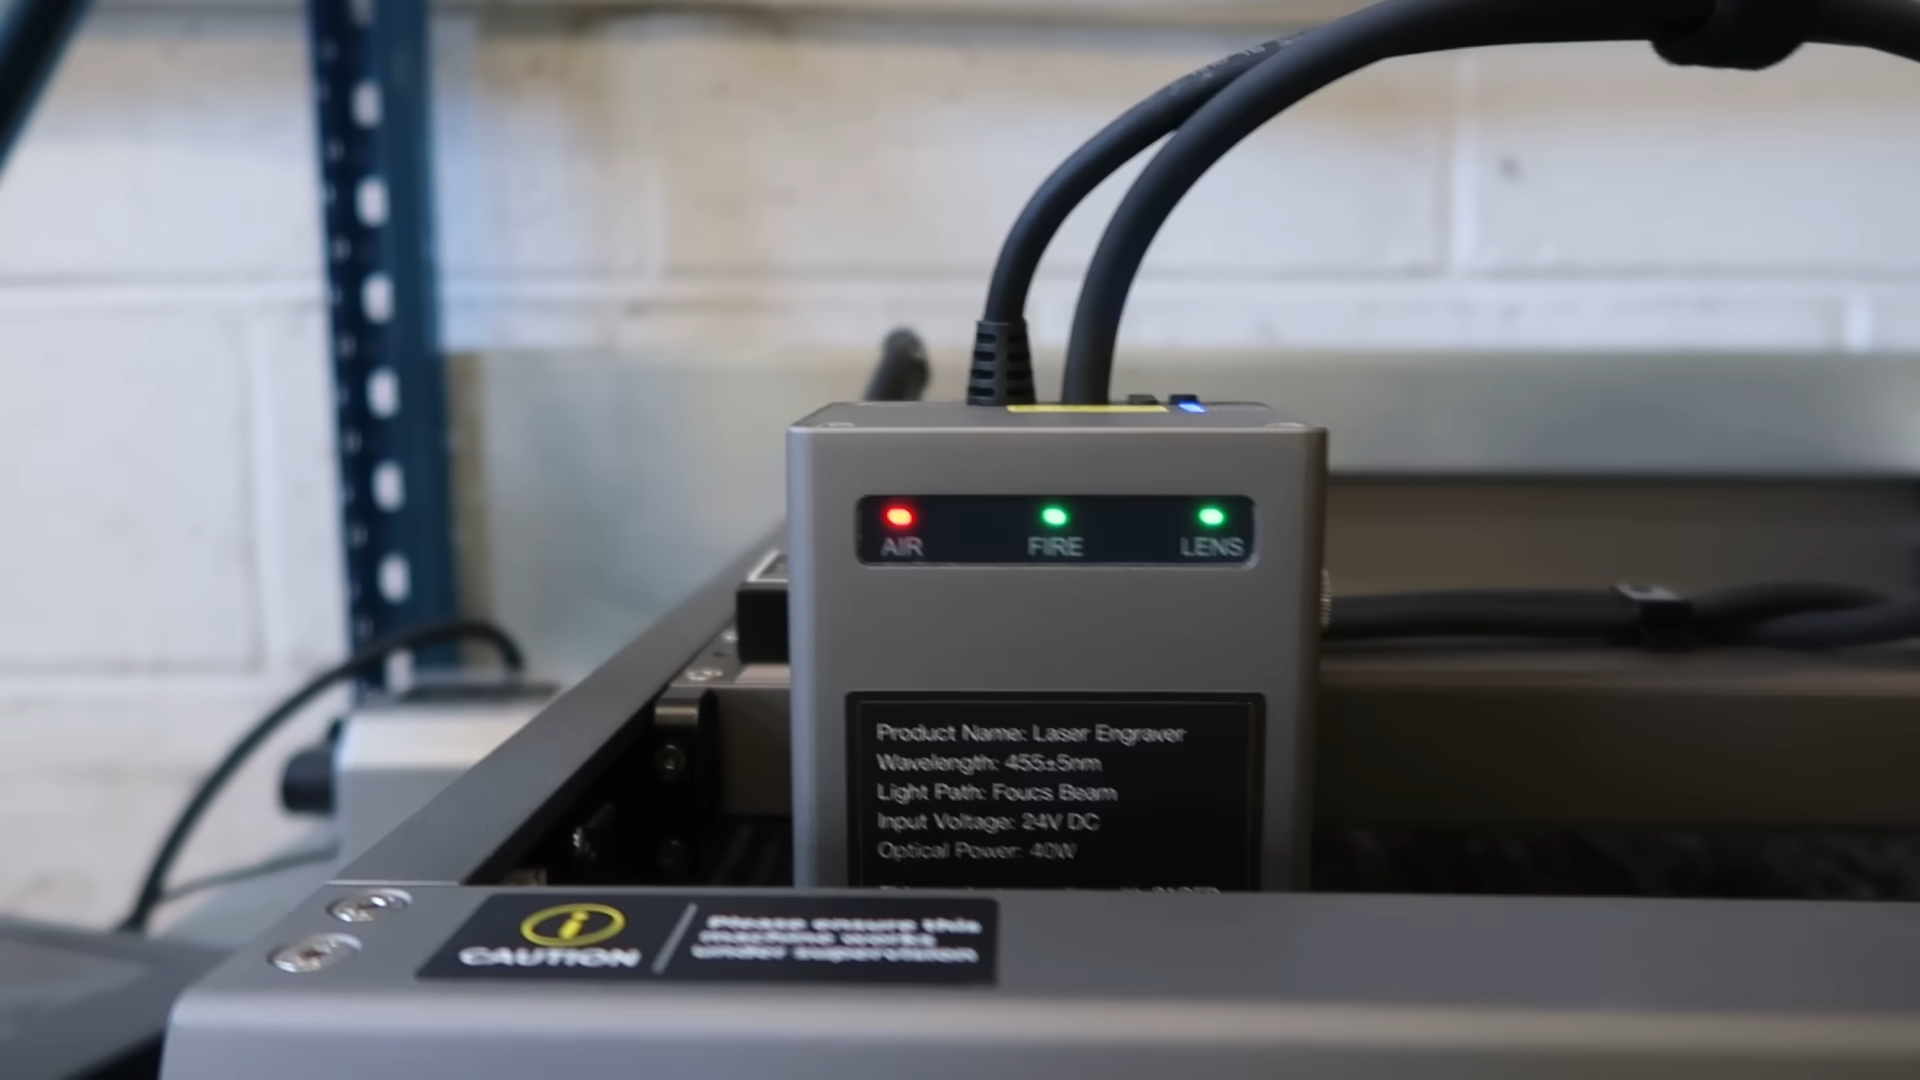 AIR FIRE LENS
Product Name: Laser Engraver
Wavelength: 455±5nm
Light Path: Foucs Beam
Input Voltage: 24V DC
Optical Power: 40W
CAUTION
Please ensure this
machine works
under supervision